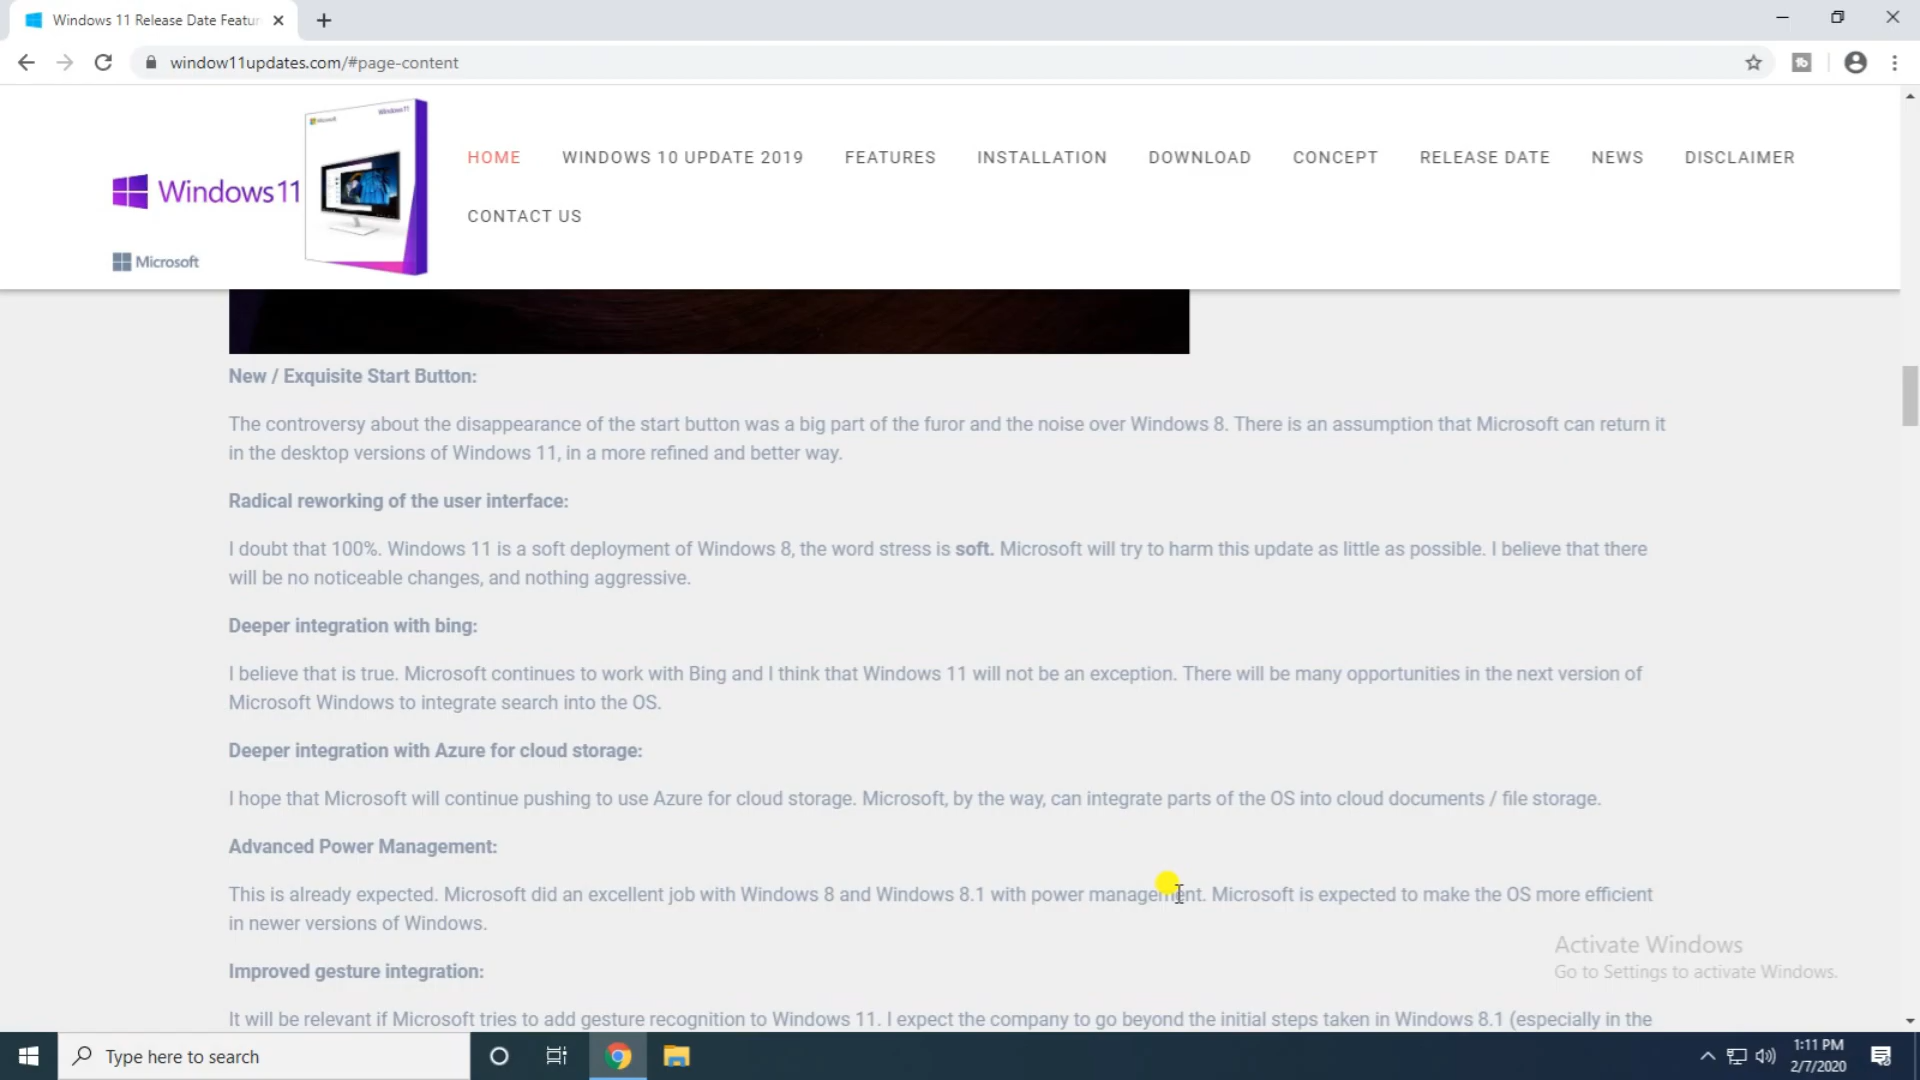 Windows 11 Release Date Featu
window11updates.com/#page-content
Microsoft
Windows 11
HOME
WINDOWS 10 UPDATE 2019
FEATURES
INSTALLATION
DOWNLOAD
CONCEPT
RELEASE DATE
NEWS
DISCLAIMER
Windows 11
CONTACT US
Microsoft
New / Exquisite Start Button:
The controversy about the disappearance of the start button was a big part of the furor and the noise over Windows 8. There is an assumption that Microsoft can return it
in the desktop versions of Windows 11, in a more refined and better way.
Radical reworking of the user interface:
I doubt that 100%. Windows 11 is a soft deployment of Windows 8, the word stress is soft. Microsoft will try to harm this update as little as possible. I believe that there
will be no noticeable changes, and nothing aggressive.
Deeper integration with bing:
I believe that is true. Microsoft continues to work with Bing and I think that Windows 11 will not be an exception. There will be many opportunities in the next version of
Microsoft Windows to integrate search into the OS.
Deeper integration with Azure for cloud storage:
I hope that Microsoft will continue pushing to use Azure for cloud storage. Microsoft, by the way, can integrate parts of the OS into cloud documents / file storage.
Advanced Power Management:
This is already expected. Microsoft did an excellent job with Windows 8 and Windows 8.1 with power management. Microsoft is expected to make the OS more efficient
in newer versions of Windows.
Activate Windows
Go to Settings to activate Windows.
Improved gesture integration:
It will be relevant if Microsoft tries to add gesture recognition to Windows 11. I expect the company to go beyond the initial steps taken in Windows 8.1 (especially in the
Type here to search
1:11 PM
2/7/2020